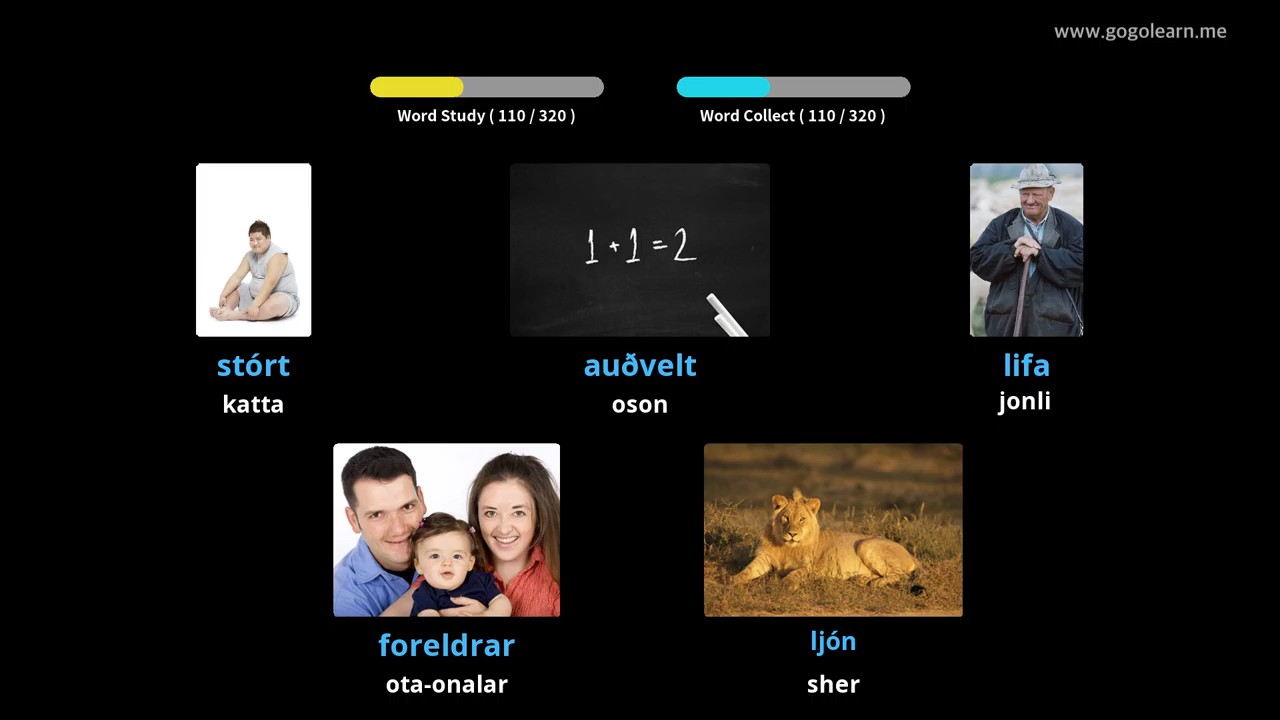 www.gogolearn.me
Word Study ( 110 / 320 )
Word Collect ( 110 / 320 )
1 + 1 = 2
stórt
katta
auðvelt
oson
lifa
jonli
foreldrar
ota-onalar
ljón
sher